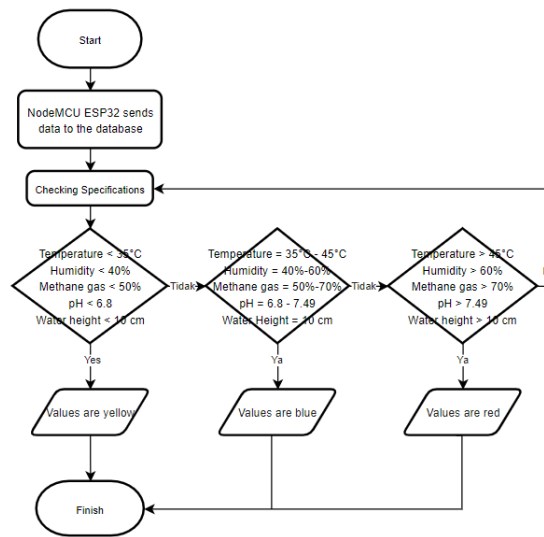 Start
NodeMCU ESP32 sends
data to the database
Checking Specifications
Temperature < 35°C
Humidity < 40%
Methane gas < 50%
pH < 6.8
Water height < 10 cm
Tidak
Temperature = 35°C - 45°C
Humidity = 40%-60%
Methane gas = 50%-70%
pH = 6.8 - 7.49
Water Height = 10 cm
Tidak
Temperature > 45°C
Humidity > 60%
Methane gas > 70%
pH > 7.49
Water height > 10 cm
Yes
Ya
Ya
Values are yellow
Values are blue
Values are red
Finish